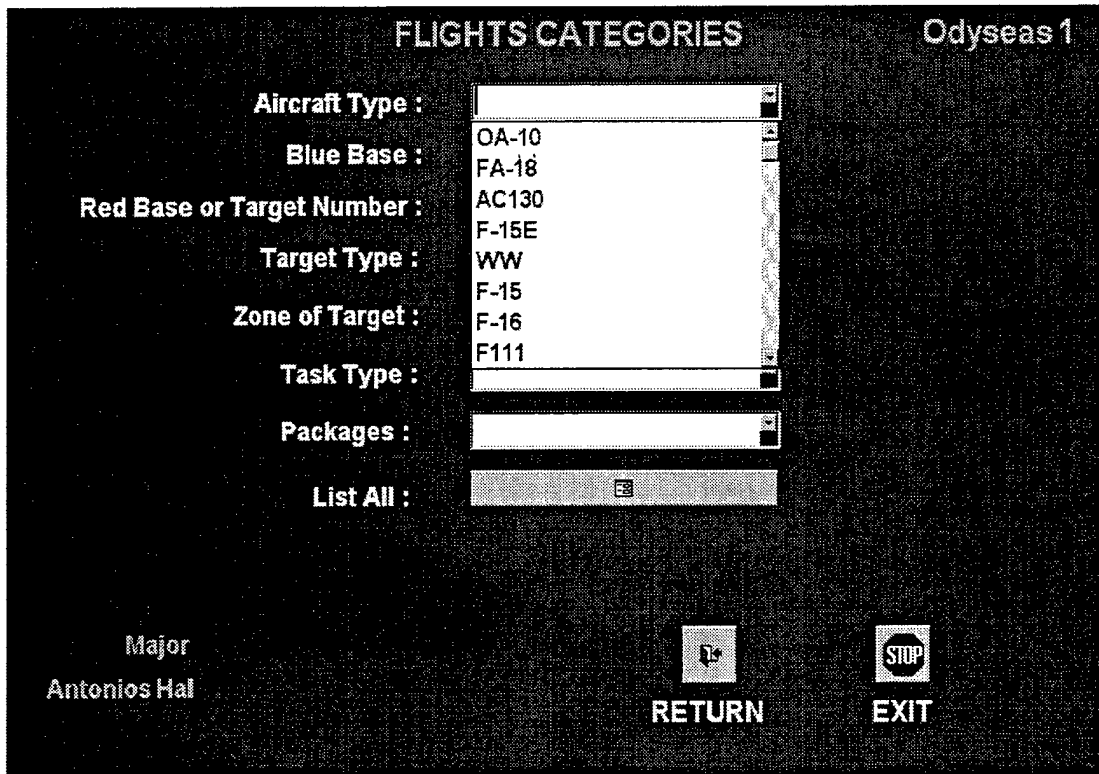 FLIGHTS CATEGORIES
Odyseas 1
Aircraft Type :
OA-10
FA-18
AC130
F-15E
WW
F-15
F-16
F111
Blue Base :
Red Base or Target Number :
Target Type :
Zone of Target :
Task Type :
Packages :
List All :
Major
Antonios Hal
RETURN
STOP
EXIT